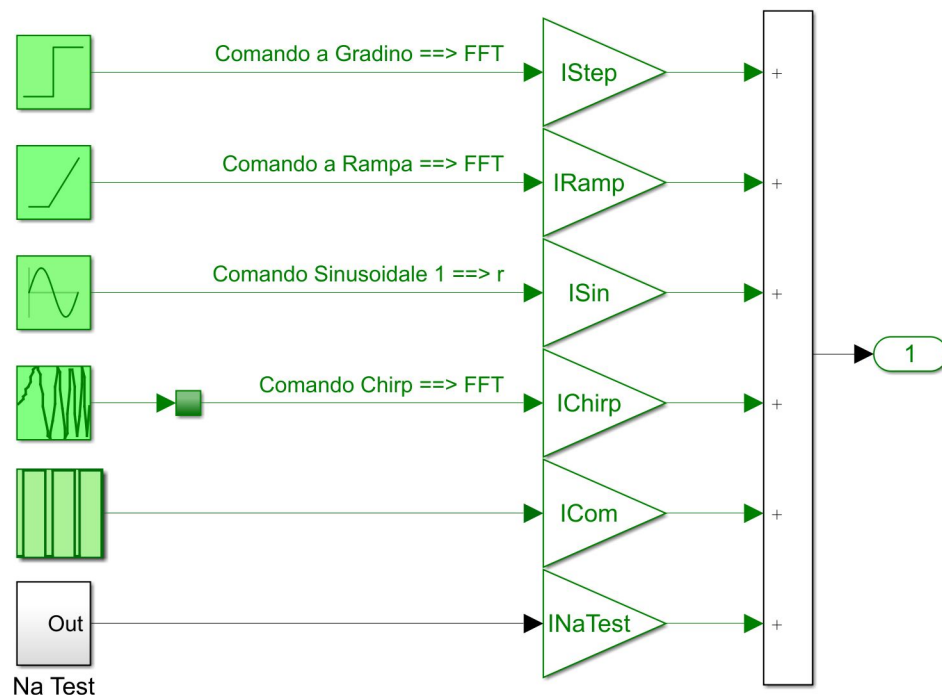 Comando a Gradino ==> FFT
IStep
+
Comando a Rampa ==> FFT
IRamp
+
Comando Sinusoidale 1 ==> r
ISin
+
1
Comando Chirp ==> FFT
IChirp
+
ICom
+
Out
INaTest
+
Na Test